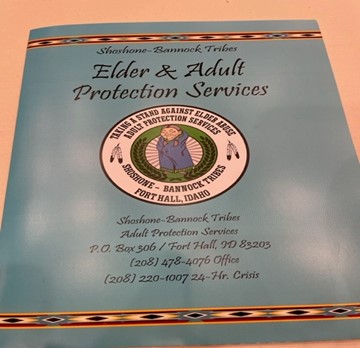 Shoshone-Bannock Tribes
Elder & Adult
Protection Services
TAKING A STAND AGAINST ELDER ABUSE
ADULT PROTECTION SERVICES
SHOSHONE - BANNOCK TRIBES
FORT HALL, IDAHO
Shoshone-Bannock Tribes
Adult Protection Services
P.O. Box 306 / Fort Hall, ID 83203
(208) 478-4076 Office
(208) 220-1007 24-Hr. Crisis